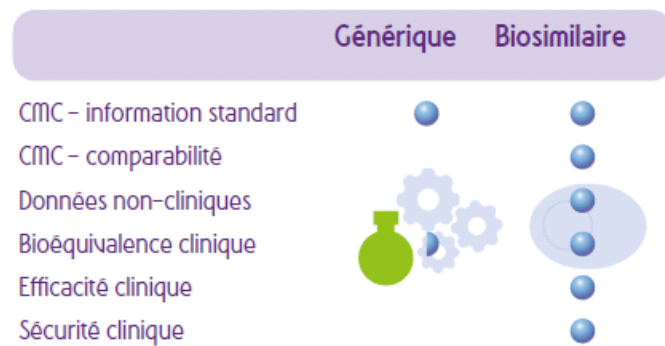 Générique Biosimilaire
CMC – information standard
CMC – comparabilité
Données non-cliniques
Bioéquivalence clinique
Efficacité clinique
Sécurité clinique